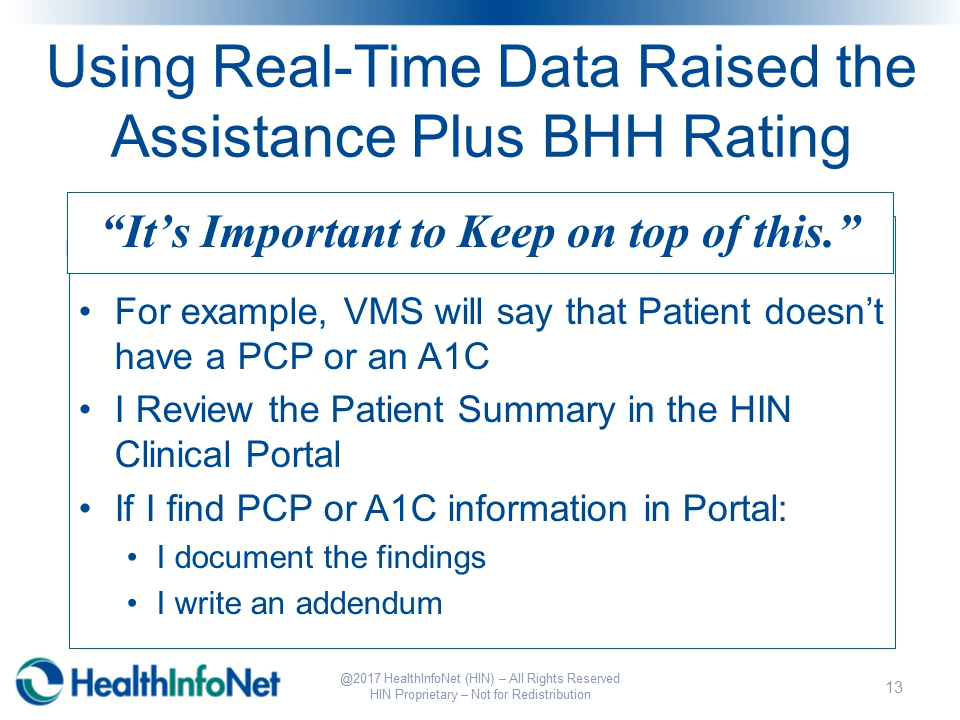 Using Real-Time Data Raised the
Assistance Plus BHH Rating
“It’s Important to Keep on top of this.”
• For example, VMS will say that Patient doesn’t
have a PCP or an A1C
• I Review the Patient Summary in the HIN
Clinical Portal
• If I find PCP or A1C information in Portal:
• I document the findings
• I write an addendum
HealthInfoNet
@2017 HealthInfoNet (HIN) – All Rights Reserved
HIN Proprietary – Not for Redistribution
13